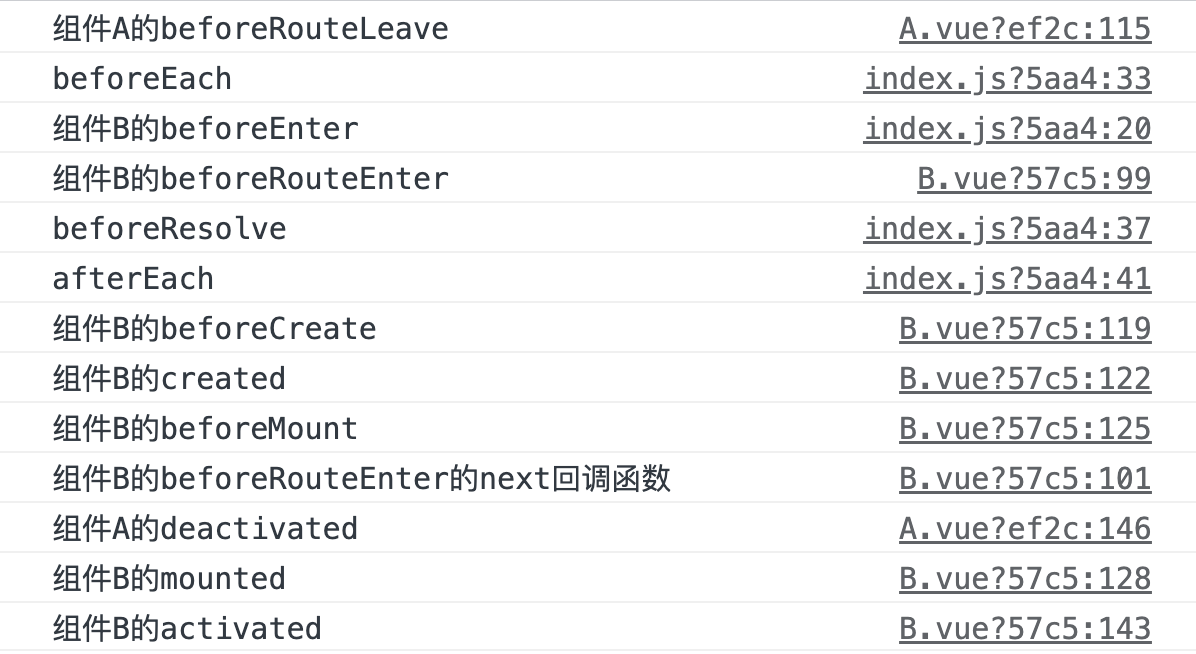 组件A的beforeRouteLeave A.vue?ef2c:115
beforeEach index.js?5aa4:33
组件B的beforeEnter index.js?5aa4:20
组件B的beforeRouteEnter B.vue?57c5:99
beforeResolve index.js?5aa4:37
afterEach index.js?5aa4:41
组件B的beforeCreate B.vue?57c5:119
组件B的created B.vue?57c5:122
组件B的beforeMount B.vue?57c5:125
组件B的beforeRouteEnter的next回调函数 B.vue?57c5:101
组件A的deactivated A.vue?ef2c:146
组件B的mounted B.vue?57c5:128
组件B的activated B.vue?57c5:143